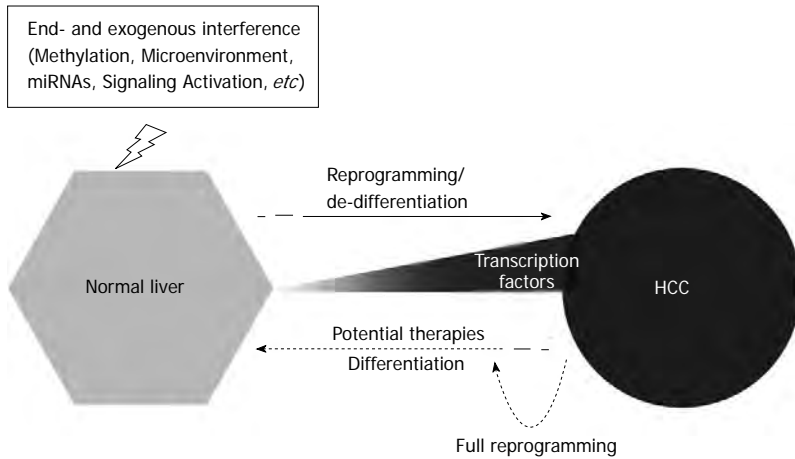 End- and exogenous interference
(Methylation, Microenvironment,
miRNAs, Signaling Activation, etc)
Reprogramming/
de-differentiation
Normal liver
Transcription
factors
HCC
Potential therapies
Differentiation
Full reprogramming